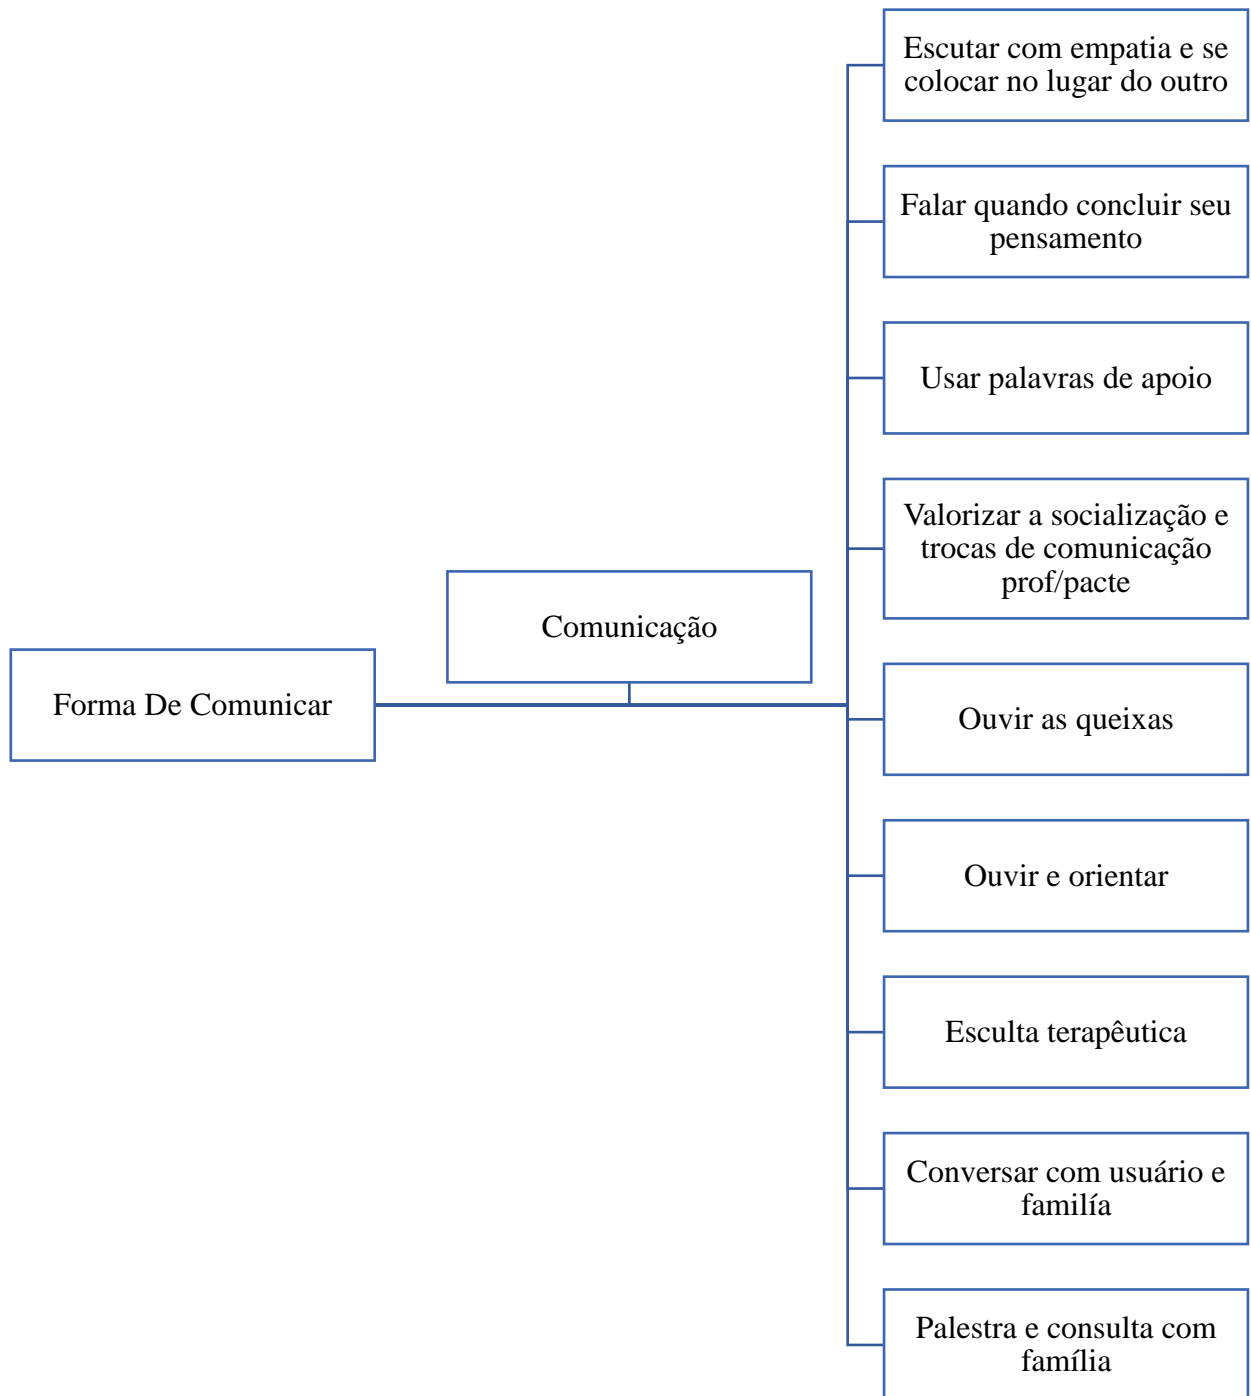 Forma De Comunicar
Comunicação
Escutar com empatia e se
colocar no lugar do outro
Falar quando concluir seu
pensamento
Usar palavras de apoio
Valorizar a socialização e
trocas de comunicação
prof/pacte
Ouvir as queixas
Ouvir e orientar
Esculta terapêutica
Conversar com usuário e
familía
Palestra e consulta com
família